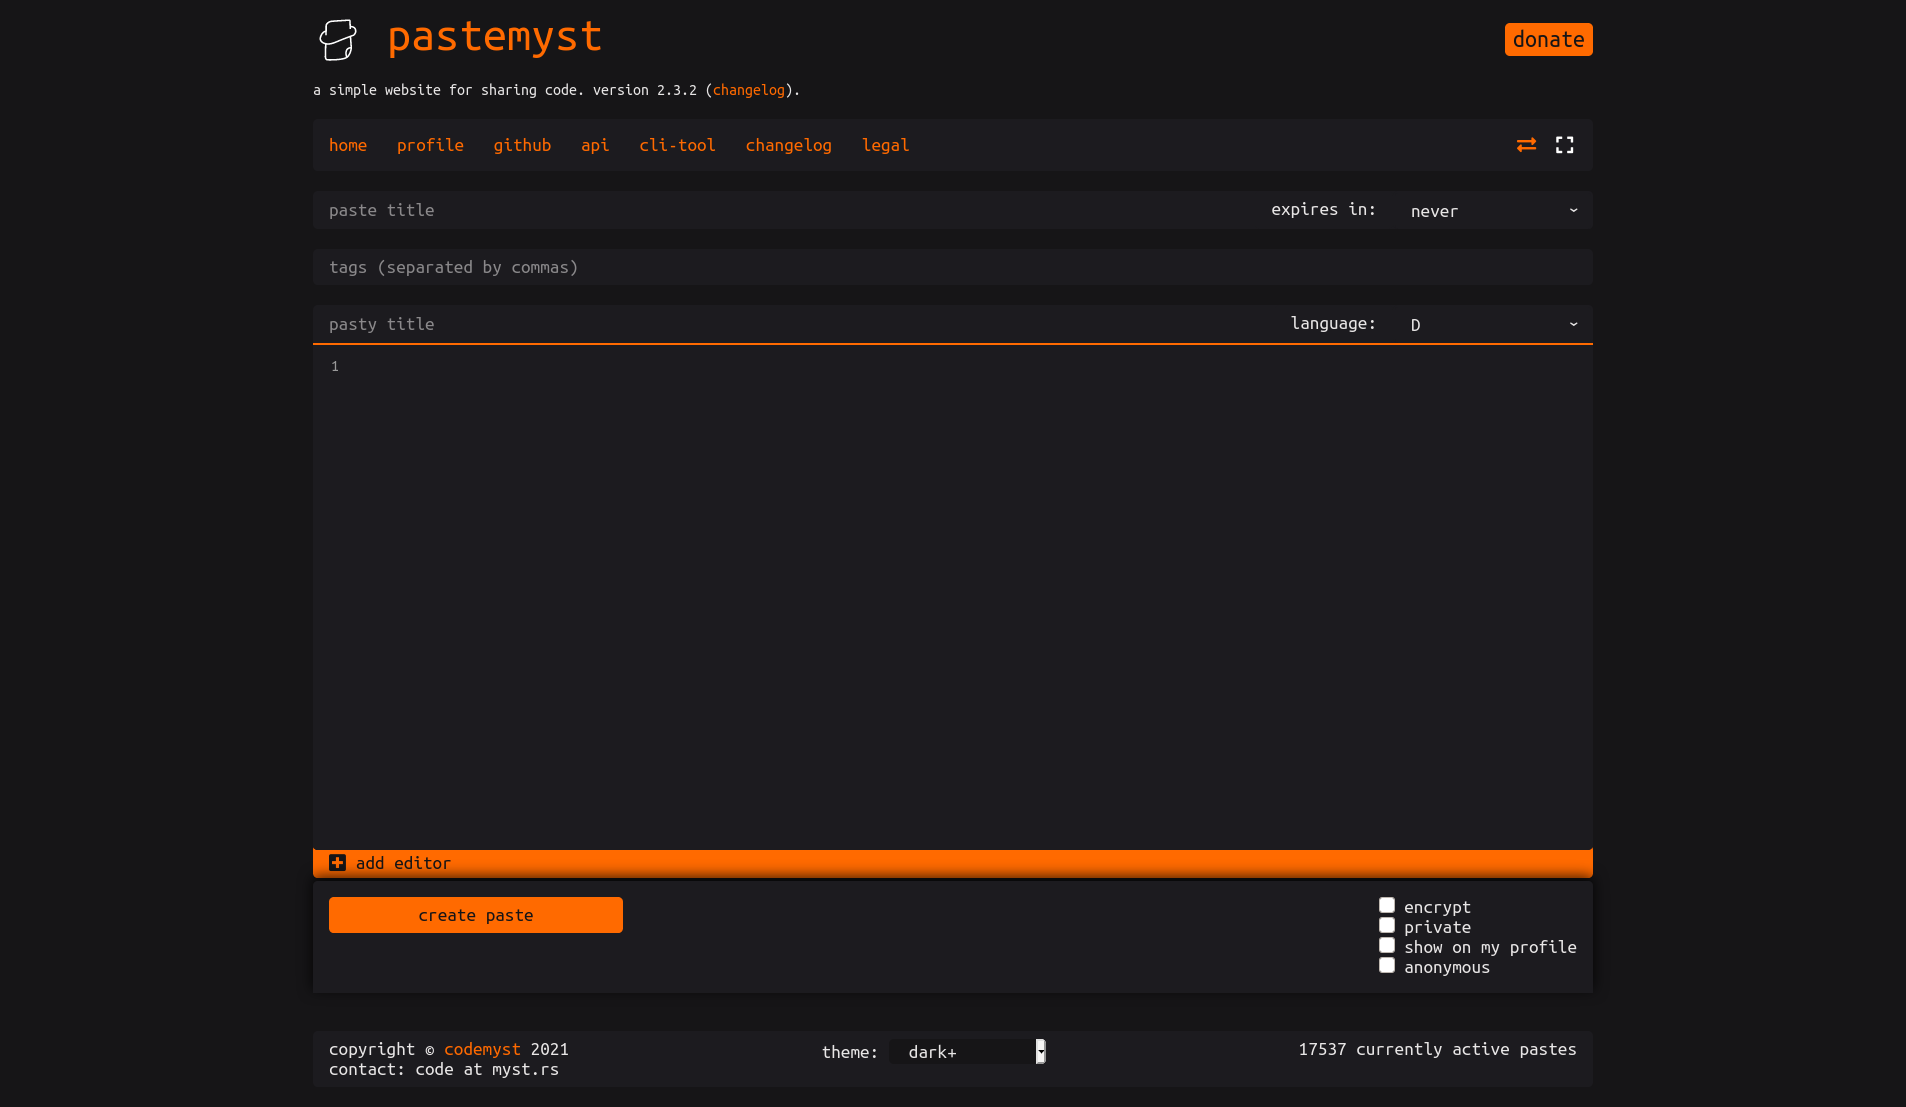 pastemyst
donate
a simple website for sharing code. version 2.3.2 (changelog).
home profile github api cli-tool changelog legal
paste title expires in: never
tags (separated by commas)
pasty title language: D
1
add editor
create paste
encrypt
private
show on my profile
anonymous
copyright © codemyst 2021
contact: code at myst.rs
theme: dark+
17537 currently active pastes